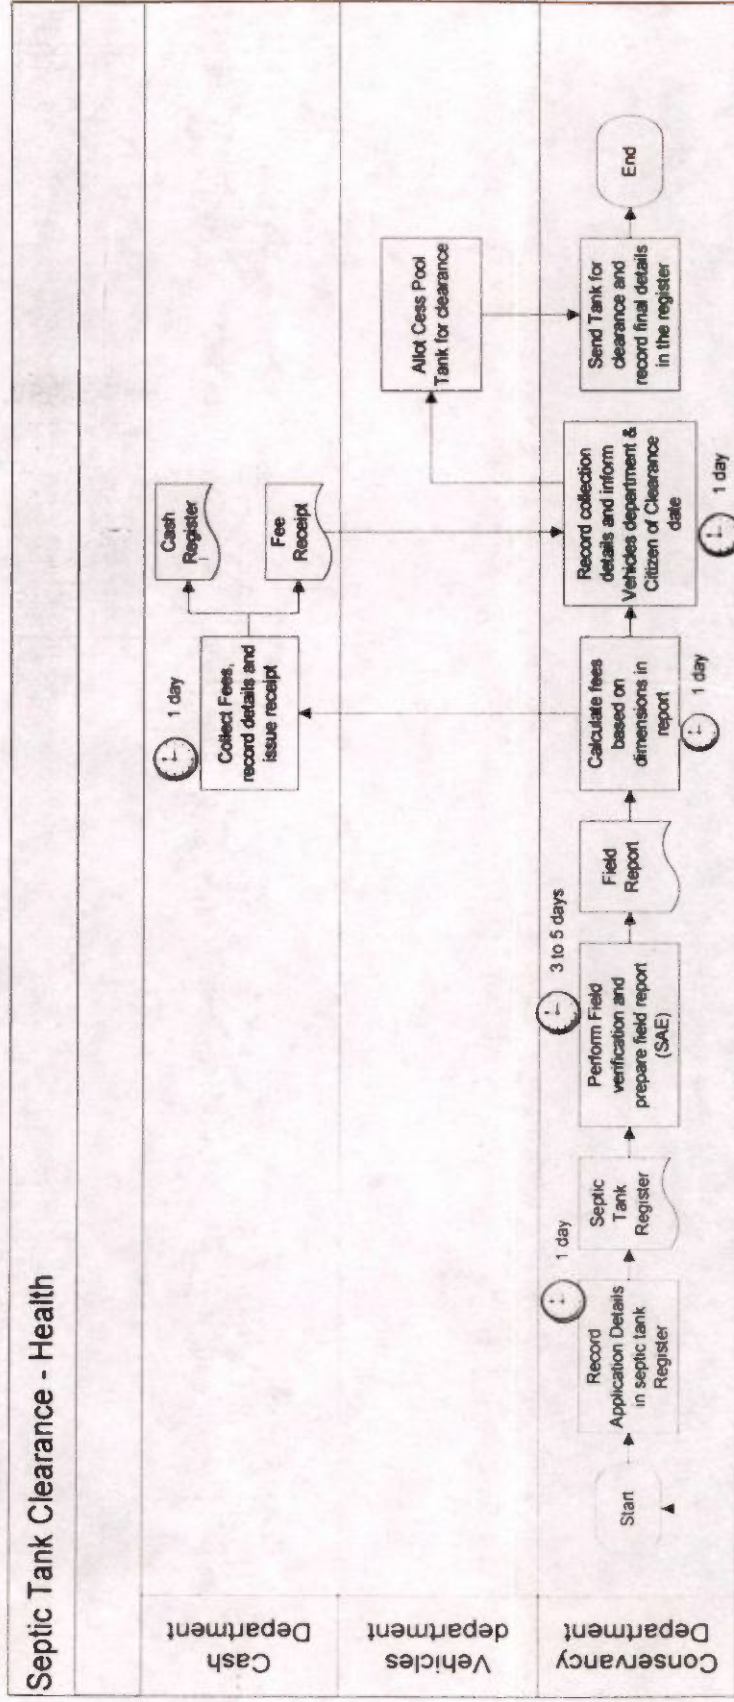 Septic Tank Clearance - Health
Cash
Department
1 day
Collect Fees,
record details and
issue receipt
Cash
Register
Fee
Receipt
Vehicles
department
Allot Cess Pool
Tank for clearance
Conservancy
Department
Start
1 day
Record
Application Details
in septic tank
Register
Septic
Tank
Register
3 to 5 days
Perform Field
verification and
prepare field report
(SAE)
Field
Report
Calculate fees
based on
dimensions in
report
1 day
Record collection
details and inform
Vehicles department &
Citizen of Clearance
date
1 day
Send Tank for
clearance and
record final details
in the register
End